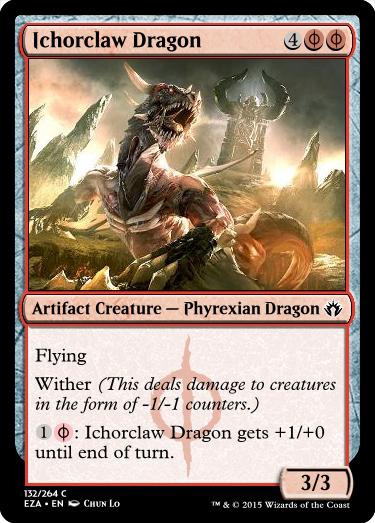 Ichorclaw Dragon 4
Artifact Creature — Phyrexian Dragon
Flying
Wither (This deals damage to creatures
in the form of -1/-1 counters.)
1 : Ichorclaw Dragon gets +1/+0
until end of turn.
3/3
132/264 C
EZA • EN Chun Lo
™ & © 2015 Wizards of the Coast